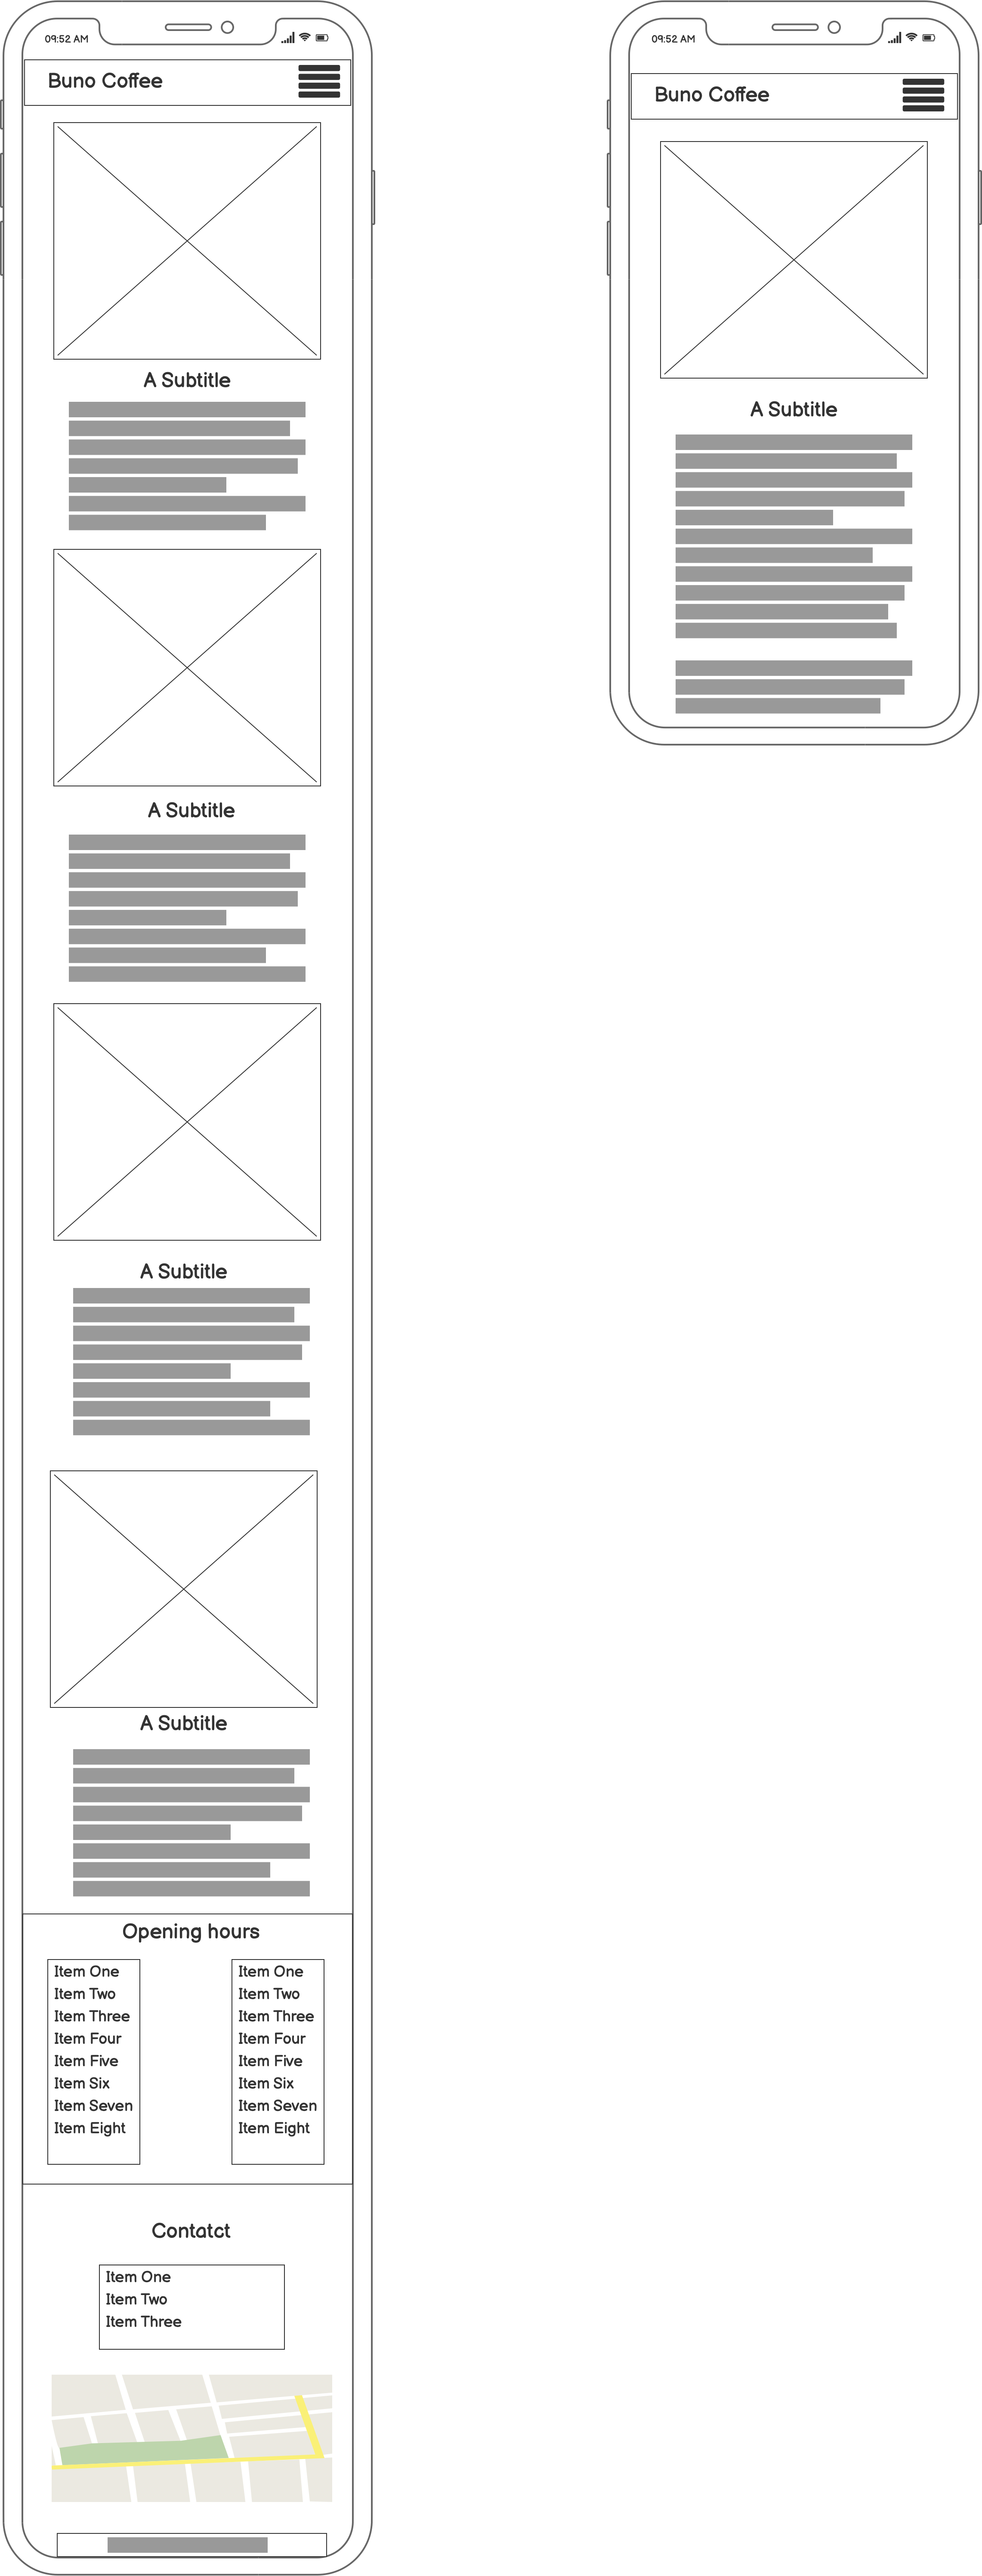 09:52 AM
Buno Coffee
A Subtitle
A Subtitle
A Subtitle
A Subtitle
Opening hours
Item One
Item Two
Item Three
Item Four
Item Five
Item Six
Item Seven
Item Eight
Item One
Item Two
Item Three
Item Four
Item Five
Item Six
Item Seven
Item Eight
Contatct
Item One
Item Two
Item Three
09:52 AM
Buno Coffee
A Subtitle